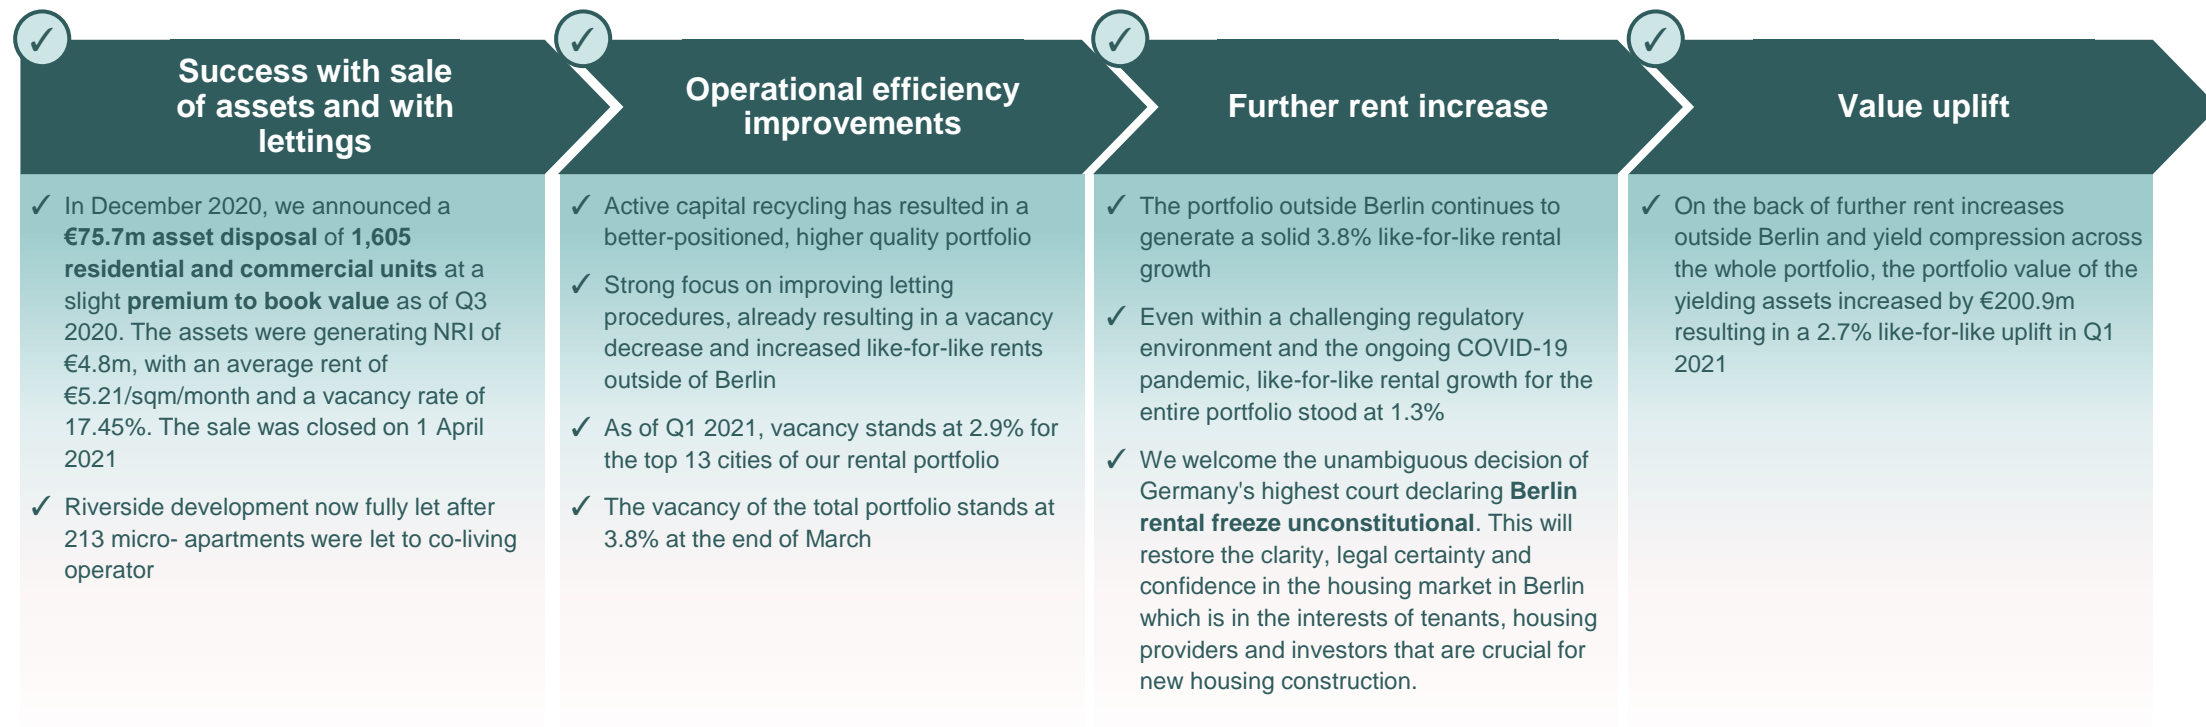 ✓
Success with sale
of assets and with
lettings
✓ In December 2020, we announced a
€75.7m asset disposal of 1,605
residential and commercial units at a
slight premium to book value as of Q3
2020. The assets were generating NRI of
€4.8m, with an average rent of
€5.21/sqm/month and a vacancy rate of
17.45%. The sale was closed on 1 April
2021
✓ Riverside development now fully let after
213 micro- apartments were let to co-living
operator
✓
Operational efficiency
improvements
✓ Active capital recycling has resulted in a
better-positioned, higher quality portfolio
✓ Strong focus on improving letting
procedures, already resulting in a vacancy
decrease and increased like-for-like rents
outside of Berlin
✓ As of Q1 2021, vacancy stands at 2.9% for
the top 13 cities of our rental portfolio
✓ The vacancy of the total portfolio stands at
3.8% at the end of March
✓
Further rent increase
✓ The portfolio outside Berlin continues to
generate a solid 3.8% like-for-like rental
growth
✓ Even within a challenging regulatory
environment and the ongoing COVID-19
pandemic, like-for-like rental growth for the
entire portfolio stood at 1.3%
✓ We welcome the unambiguous decision of
Germany's highest court declaring Berlin
rental freeze unconstitutional. This will
restore the clarity, legal certainty and
confidence in the housing market in Berlin
which is in the interests of tenants, housing
providers and investors that are crucial for
new housing construction.
✓
Value uplift
✓ On the back of further rent increases
outside Berlin and yield compression across
the whole portfolio, the portfolio value of the
yielding assets increased by €200.9m
resulting in a 2.7% like-for-like uplift in Q1
2021